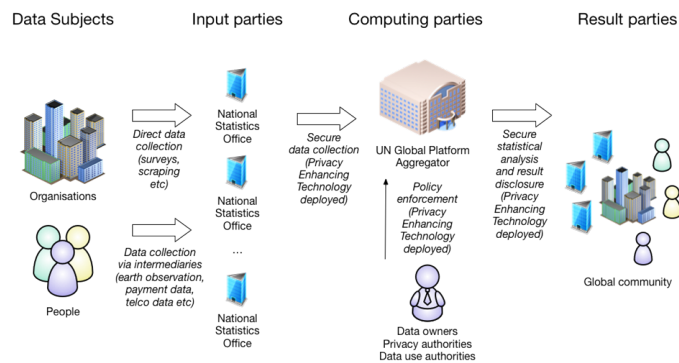 Data Subjects
Input parties
Computing parties
Result parties
Organisations
Direct data
collection
(surveys,
scraping
etc)
National
Statistics
Office
Secure
data collection
(Privacy
Enhancing
Technology
deployed)
UN Global Platform
Aggregator
Secure
statistical
analysis
and result
disclosure
(Privacy
Enhancing
Technology
deployed)
National
Statistics
Office
Policy
enforcement
(Privacy
Enhancing
Technology
deployed)
People
Data collection
via intermediaries
(earth observation,
payment data,
telco data etc)
...
National
Statistics
Office
Data owners
Privacy authorities
Data use authorities
Global community